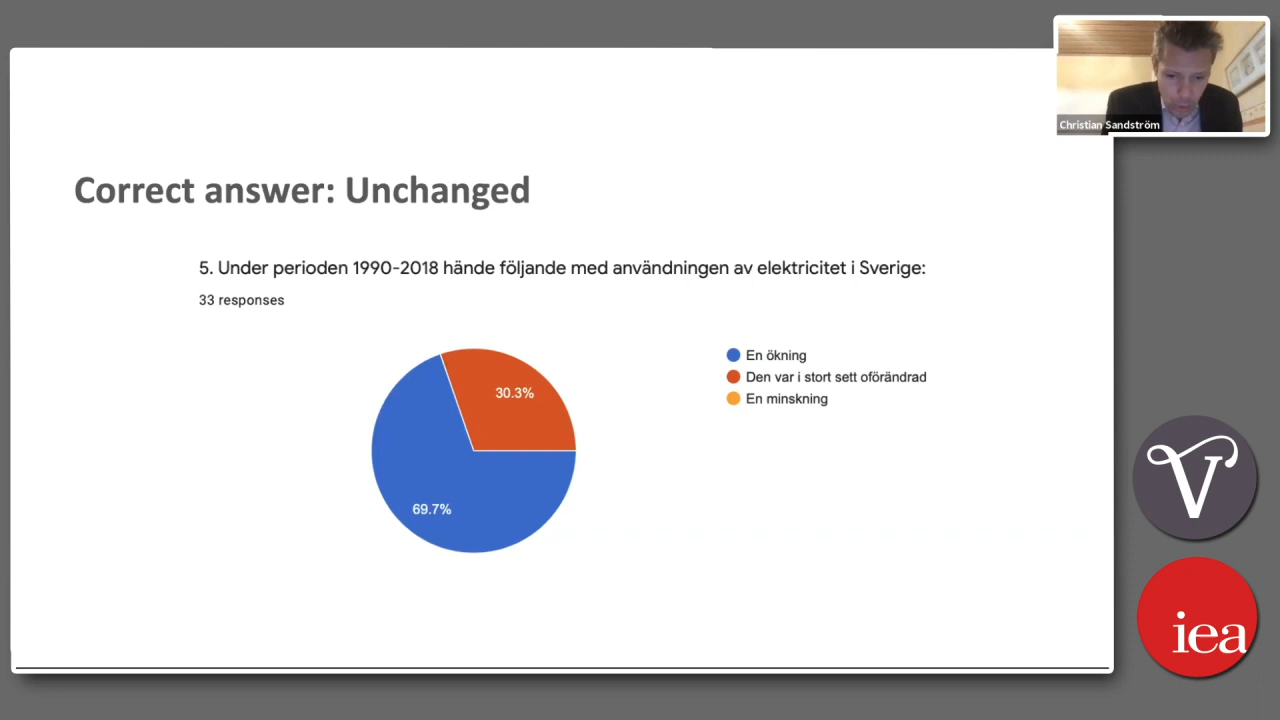 Christian Sandström
Correct answer: Unchanged
5. Under perioden 1990-2018 hände följande med användningen av elektricitet i Sverige:
33 responses
30.3%
69.7%
En ökning
Den var i stort sett oförändrad
En minskning
V
iea